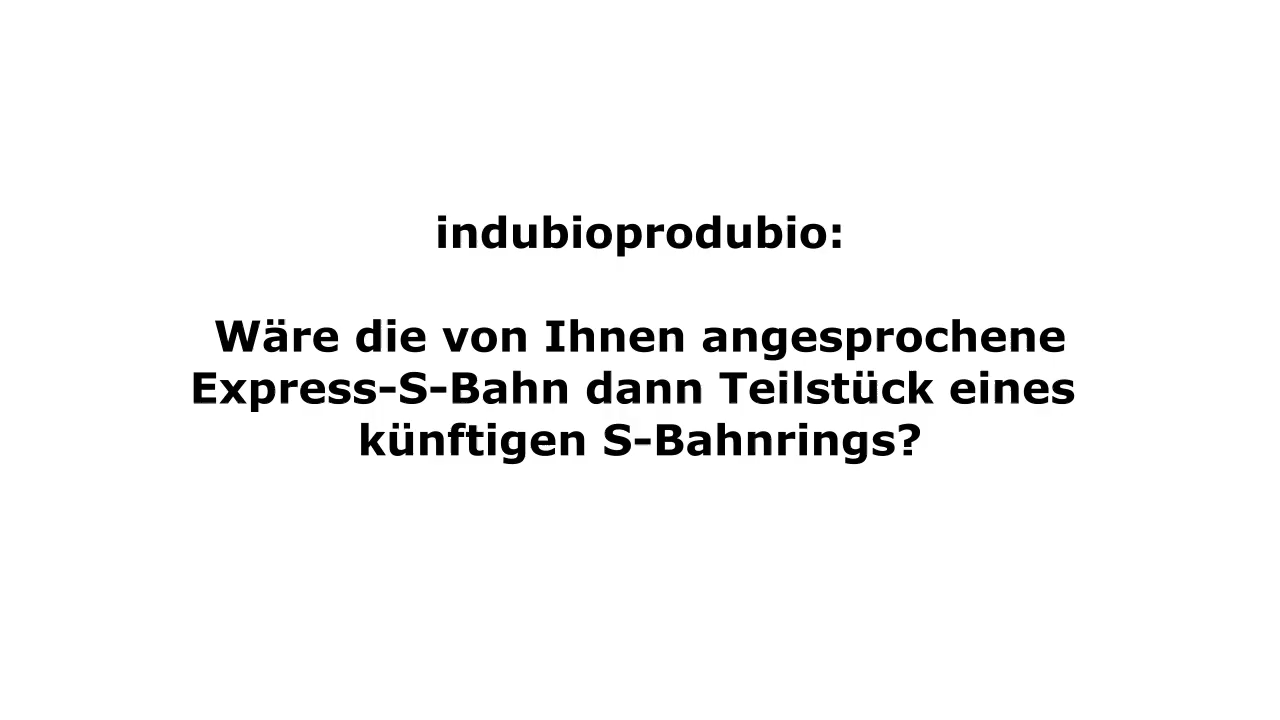 indubioprodubio:
Wäre die von Ihnen angesprochene
Express-S-Bahn dann Teilstück eines
künftigen S-Bahnrings?